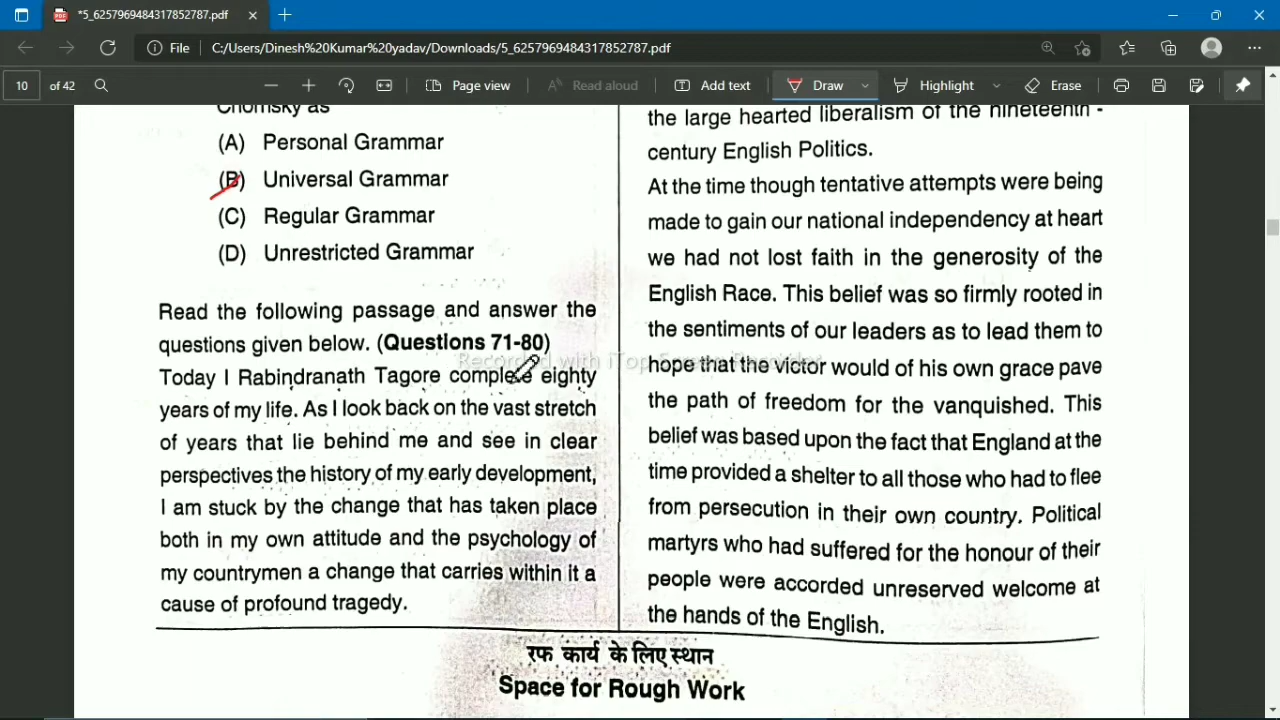 *5_6257969484317852787.pdf
File
C:/Users/Dinesh%20Kumar%20yadav/Downloads/5_6257969484317852787.pdf
10 of 42
Page view
Read aloud
Add text
Draw
Highlight
Erase
Chomsky as
(A) Personal Grammar
(B) Universal Grammar
(C) Regular Grammar
(D) Unrestricted Grammar
Read the following passage and answer the
questions given below. (Questions 71-80)
Today I Rabindranath Tagore complete eighty
years of my life. As I look back on the vast stretch
of years that lie behind me and see in clear
perspectives the history of my early development,
I am stuck by the change that has taken place
both in my own attitude and the psychology of
my countrymen a change that carries within it a
cause of profound tragedy.
the large hearted liberalism of the nineteenth -
century English Politics.
At the time though tentative attempts were being
made to gain our national independency at heart
we had not lost faith in the generosity of the
English Race. This belief was so firmly rooted in
the sentiments of our leaders as to lead them to
hope that the victor would of his own grace pave
the path of freedom for the vanquished. This
belief was based upon the fact that England at the
time provided a shelter to all those who had to flee
from persecution in their own country. Political
martyrs who had suffered for the honour of their
people were accorded unreserved welcome at
the hands of the English.
Recorded with iTop Screen Recorder
रफ कार्य के लिए स्थान
Space for Rough Work